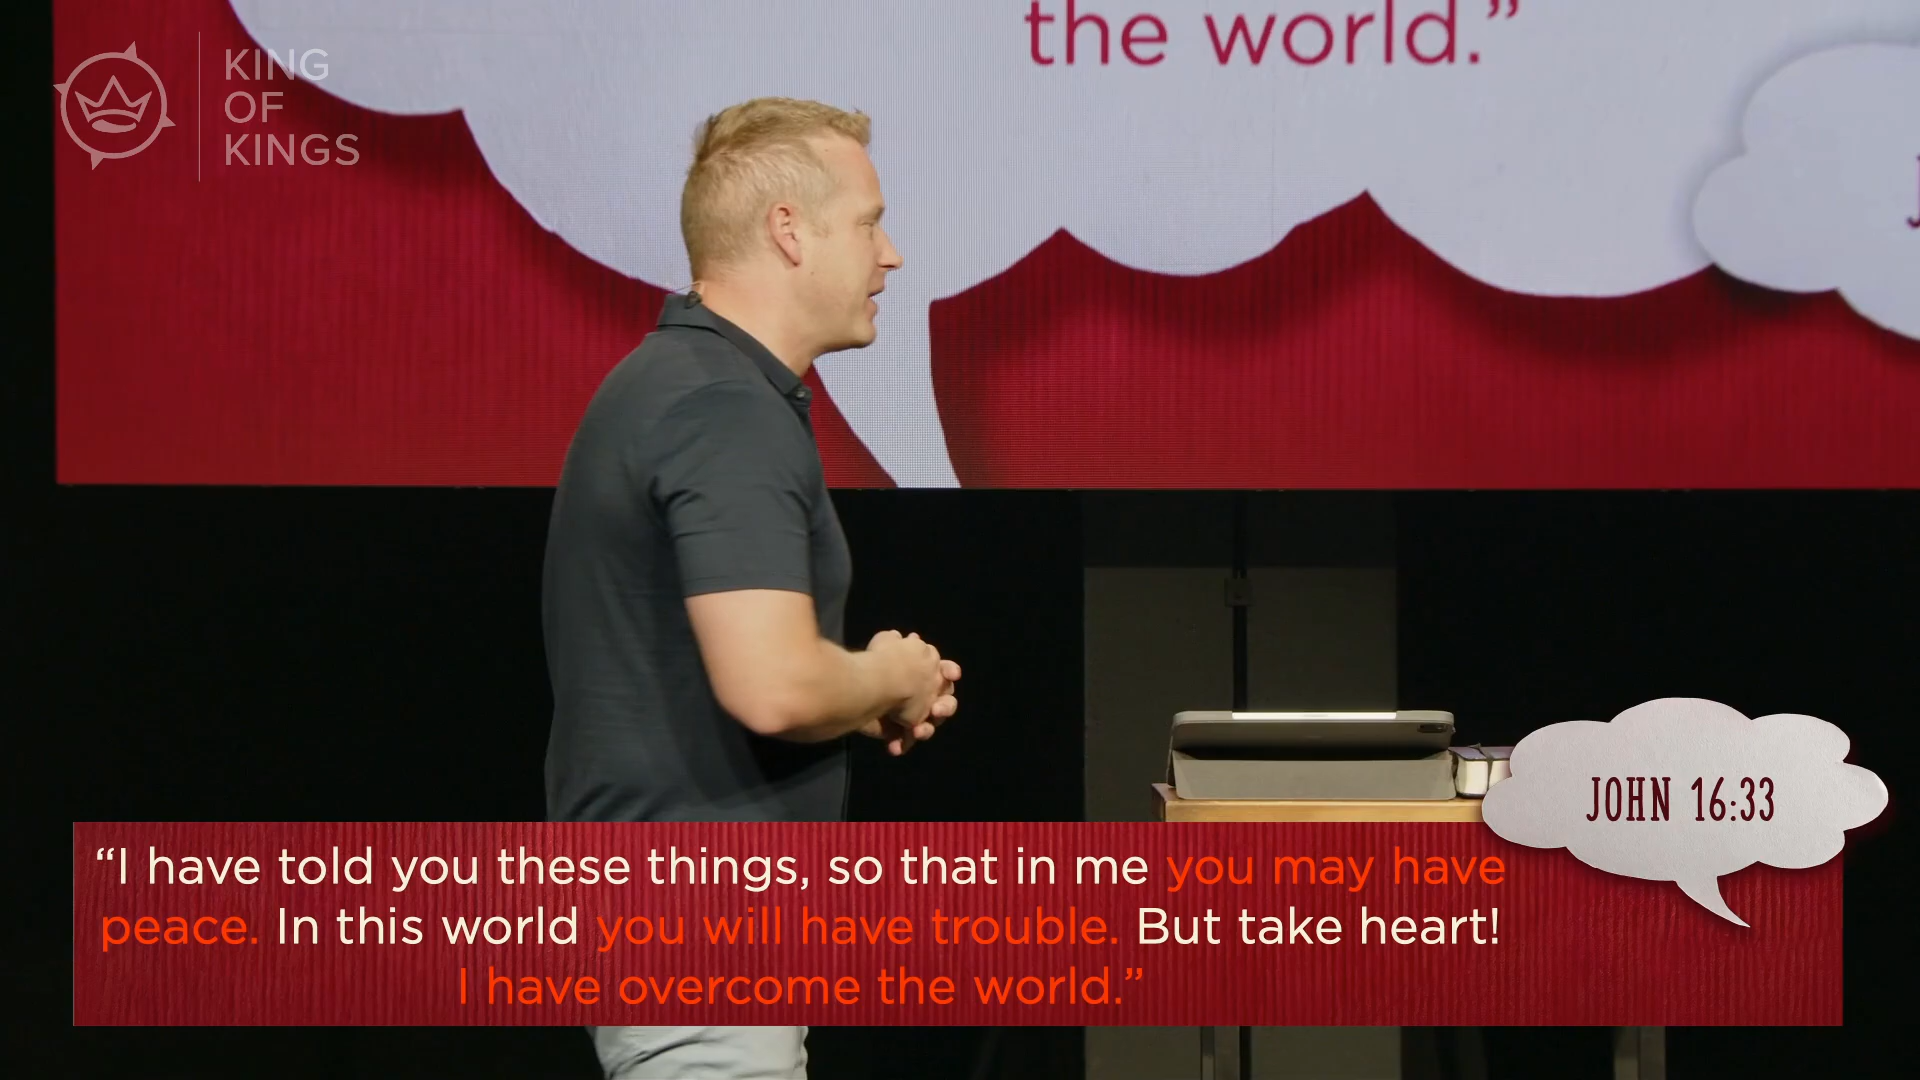 the world.”
KING
OF
KINGS
JOHN 16:33
“I have told you these things, so that in me you may have
peace. In this world you will have trouble. But take heart!
I have overcome the world.”